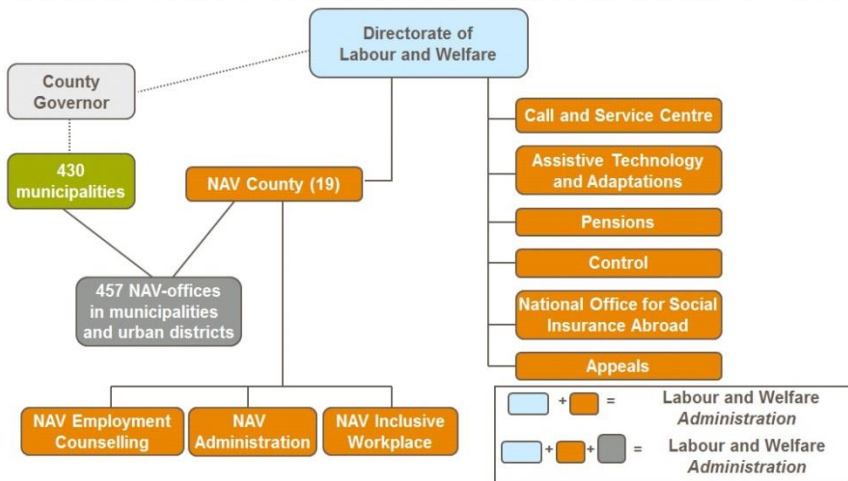 Directorate of
Labour and Welfare
County
Governor
430
municipalities
NAV County (19)
457 NAV-offices
in municipalities
and urban districts
NAV Employment
Counselling
NAV
Administration
NAV Inclusive
Workplace
Call and Service Centre
Assistive Technology
and Adaptations
Pensions
Control
National Office for Social
Insurance Abroad
Appeals
+ = Labour and Welfare
Administration
+ + = Labour and Welfare
Administration